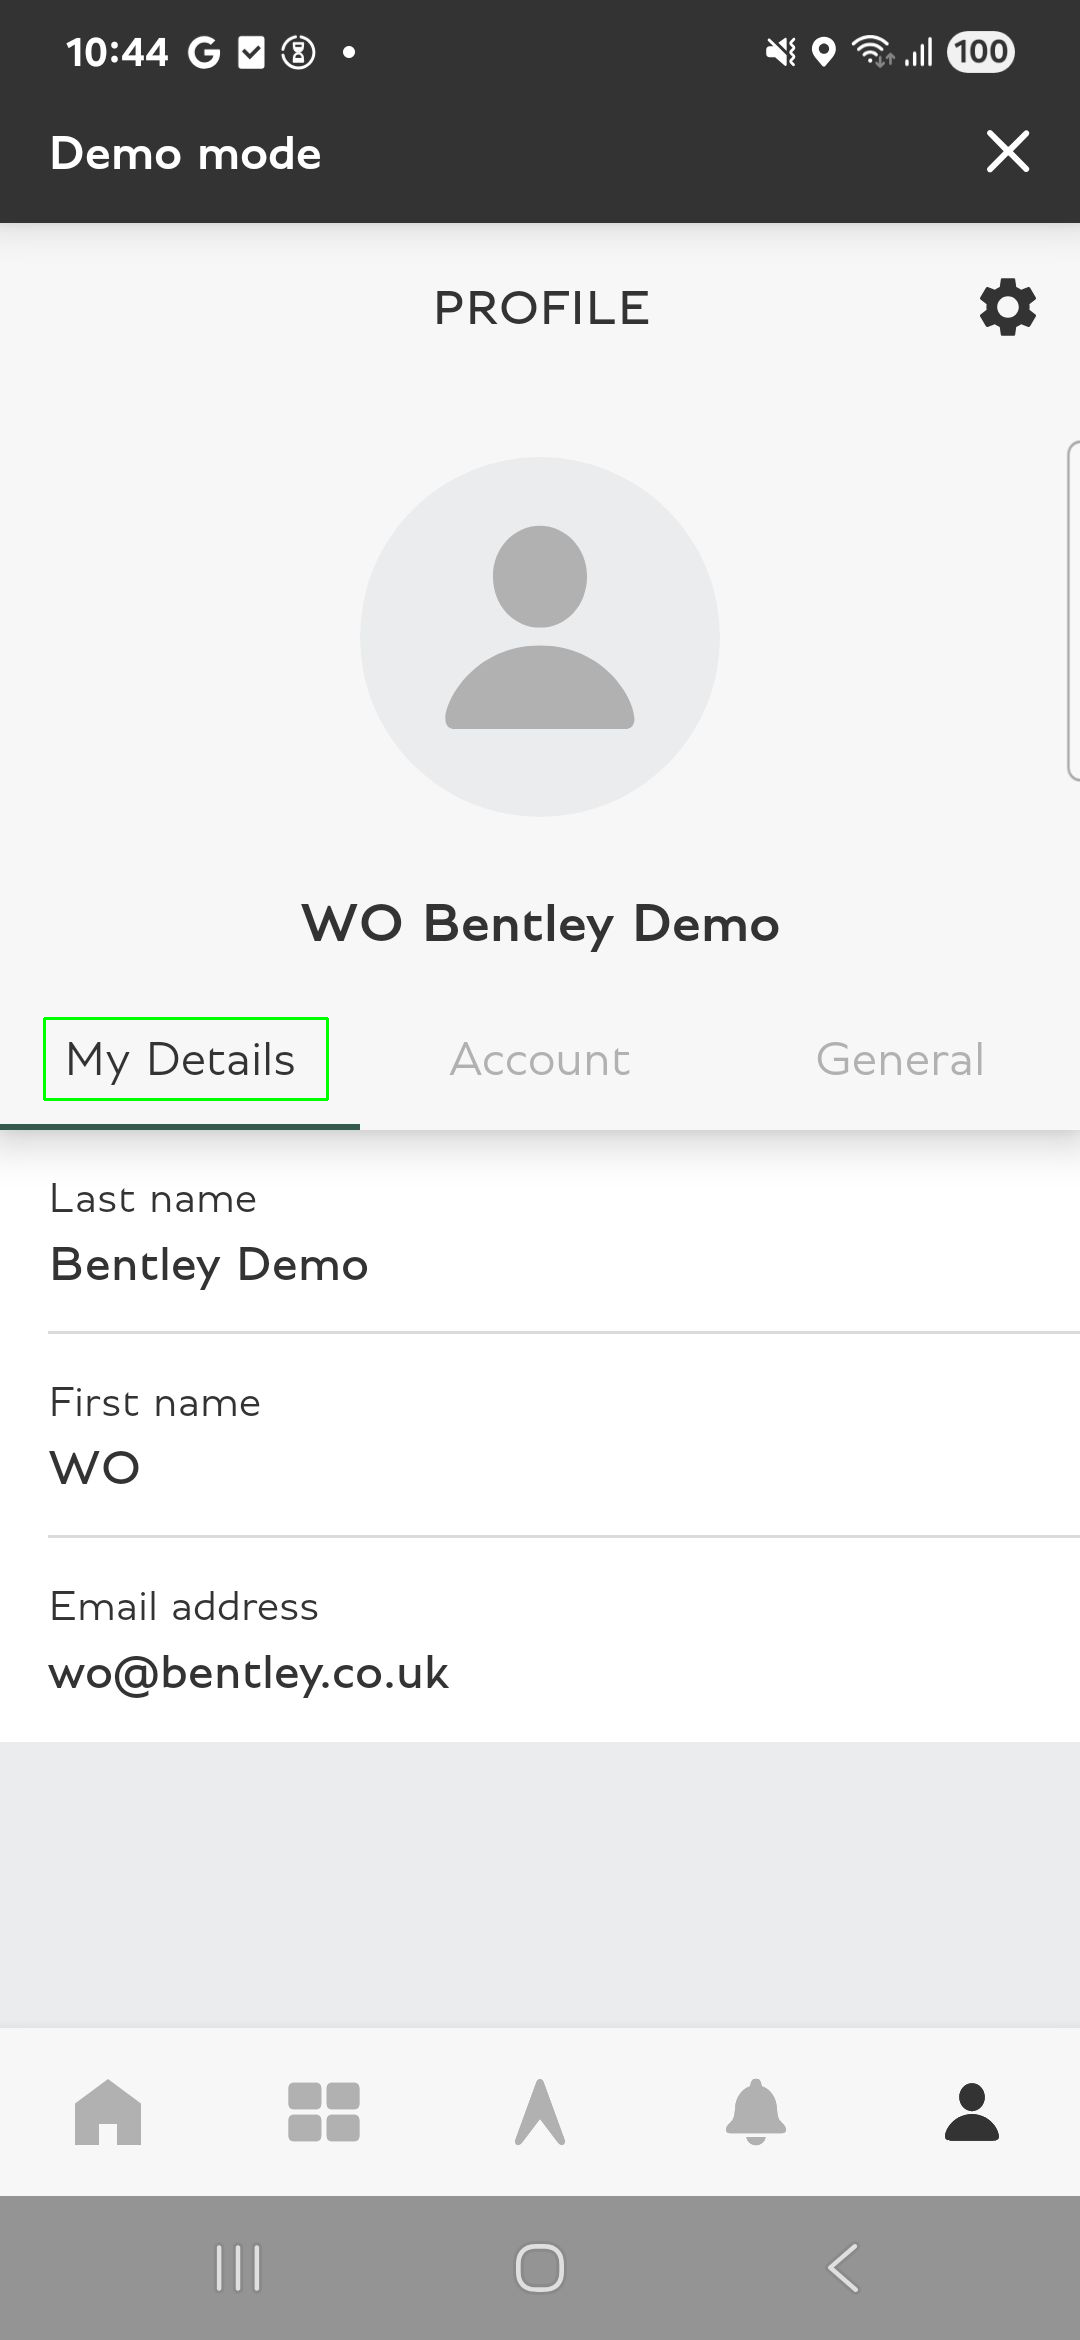 10:44
100
Demo mode
PROFILE
WO Bentley Demo
My Details Account General
Last name
Bentley Demo
First name
WO
Email address
wo@bentley.co.uk